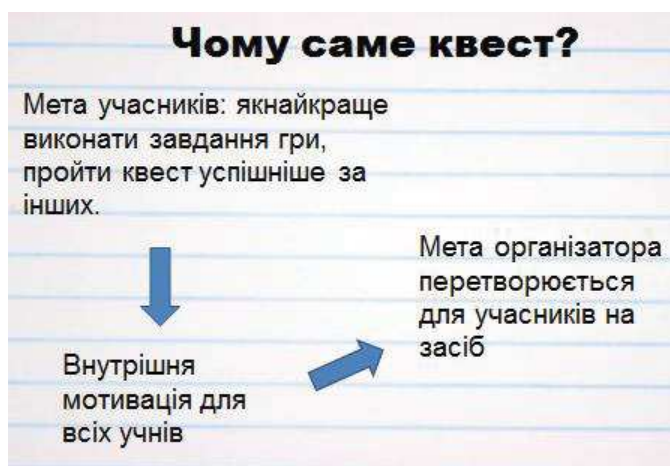 Чому саме квест?
Мета учасників: якнайкраще
виконати завдання гри,
пройти квест успішніше за
інших.
Внутрішня
мотивація для
всіх учнів
Мета організатора
перетворюється
для учасників на
засіб